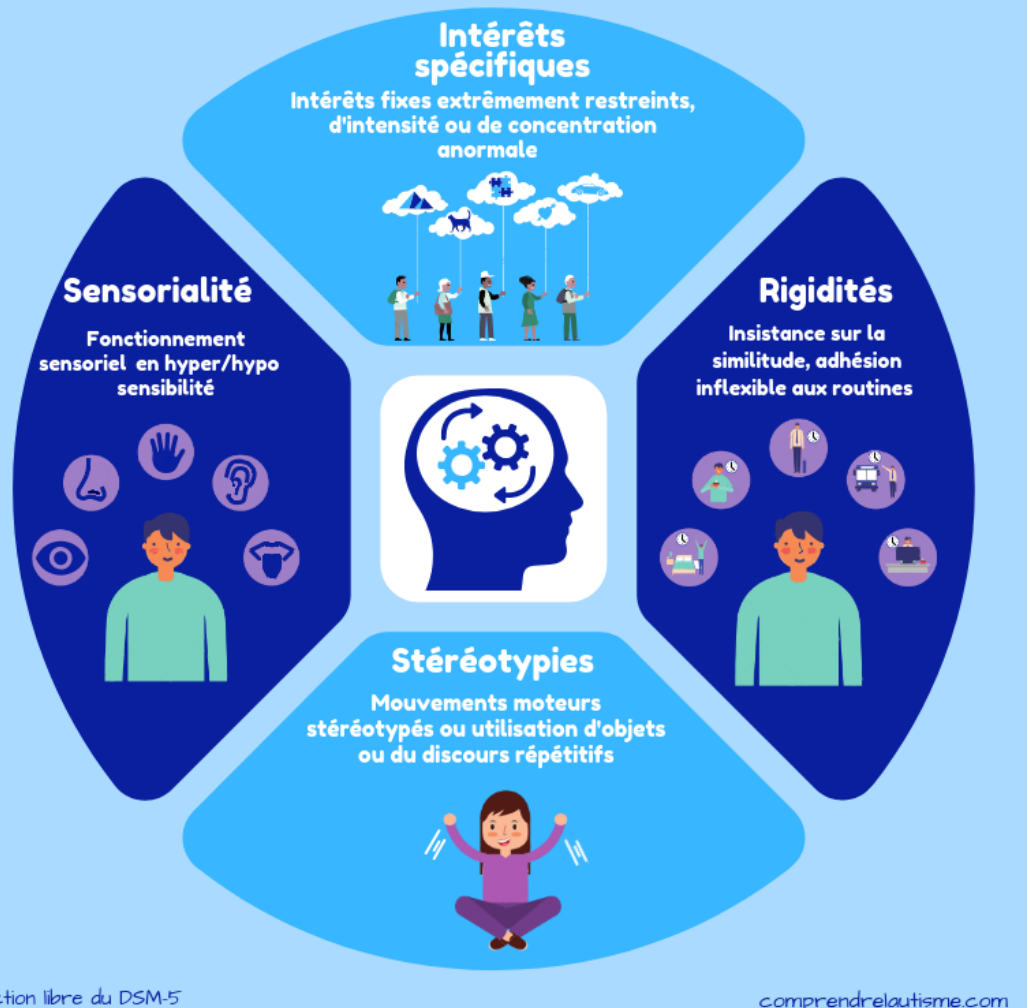 Intérêts
spécifiques
Intérêts fixes extrêmement restreints,
d'intensité ou de concentration
anormale
Sensorialité
Fonctionnement
sensoriel en hyper/hypo
sensibilité
Rigidités
Insistance sur la
similitude, adhésion
inflexible aux routines
Stéréotypies
Mouvements moteurs
stéréotypés ou utilisation d'objets
ou du discours répétitifs
libre du DSM-5
comprendrelautisme.com